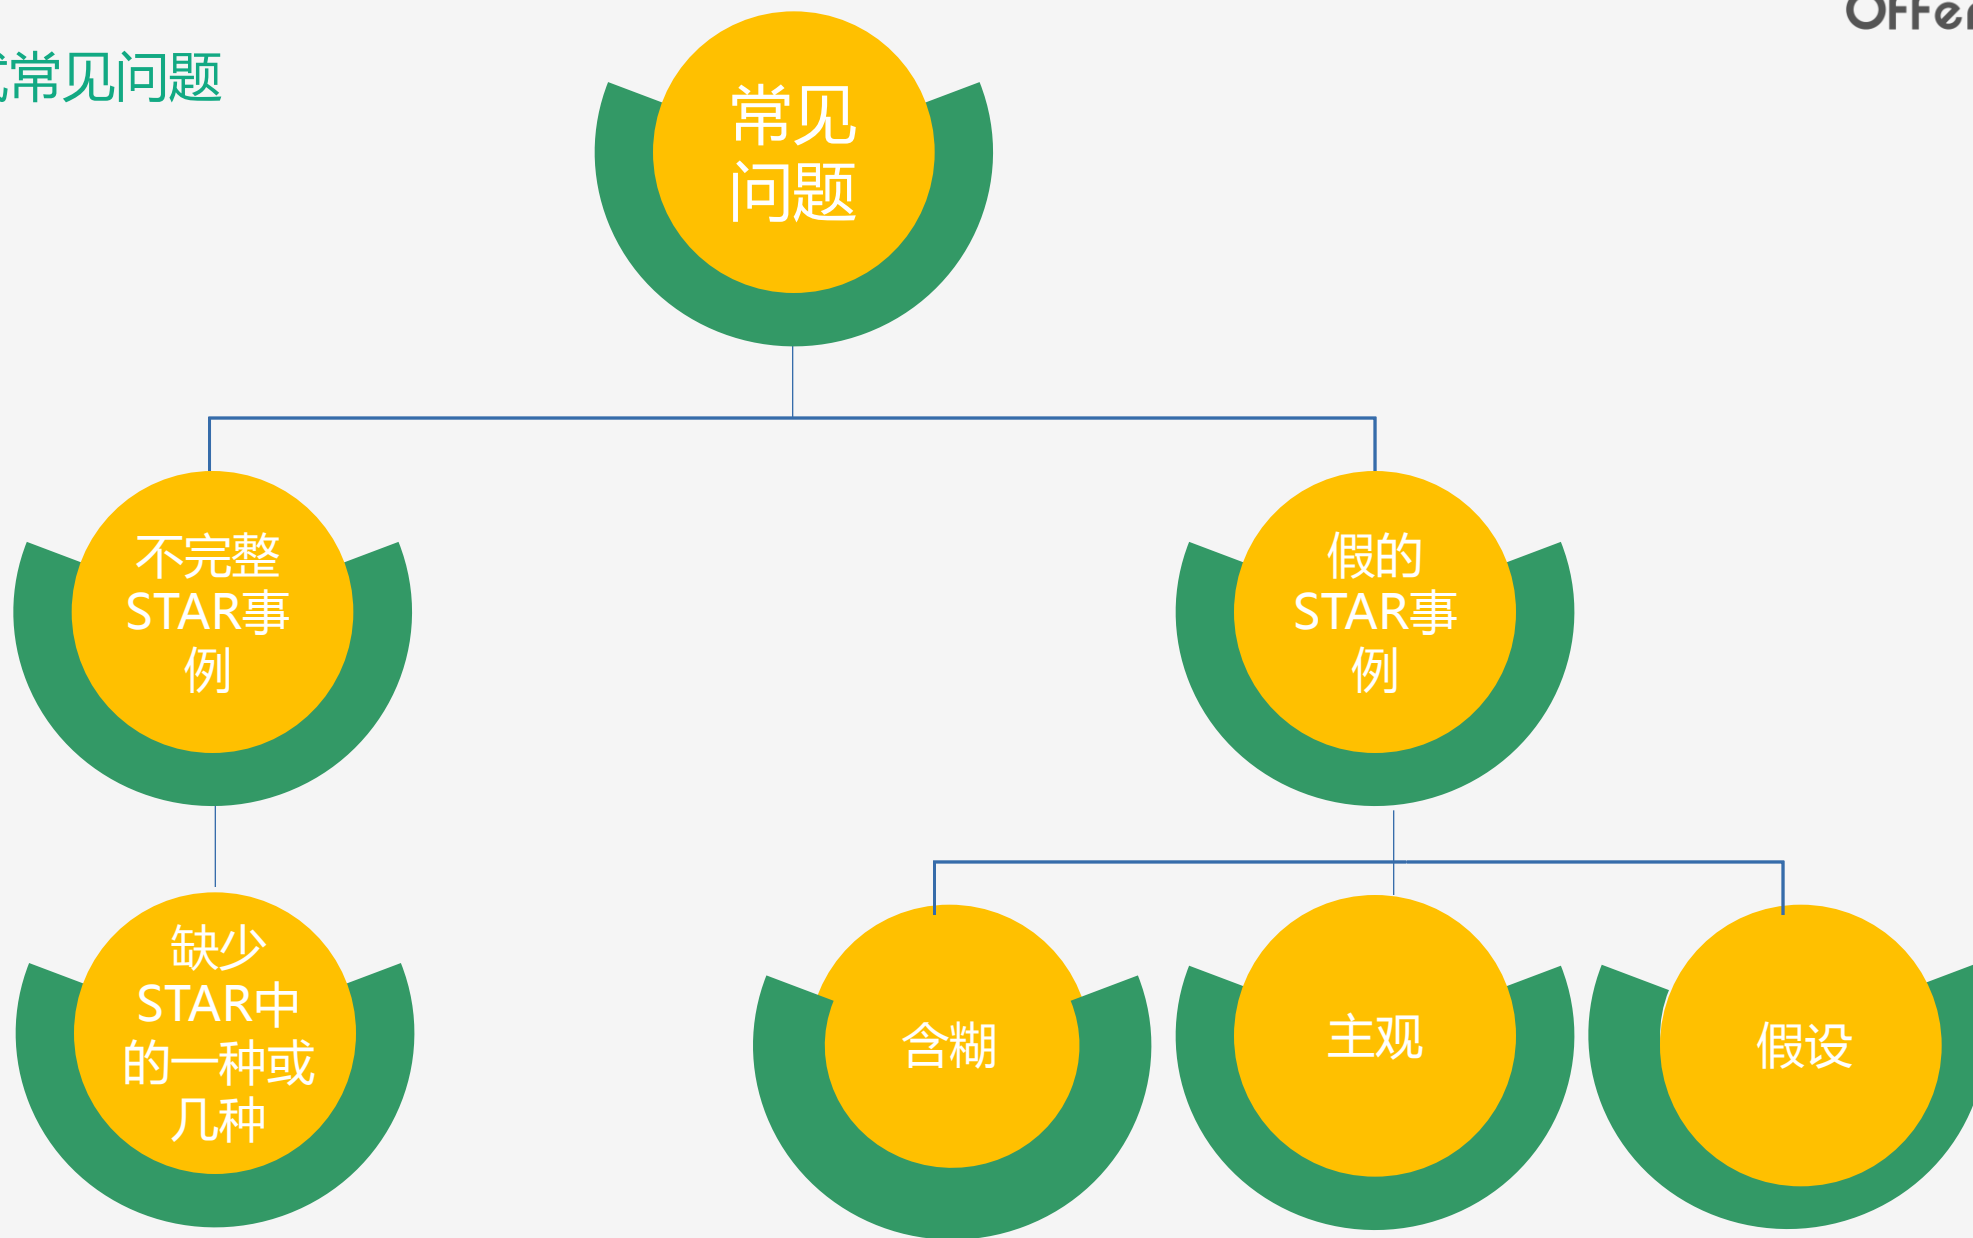 常见问题
Offe
常见
问题
不完整
STAR事
例
假的
STAR事
例
缺少
STAR中
的一种或
几种
含糊
主观
假设